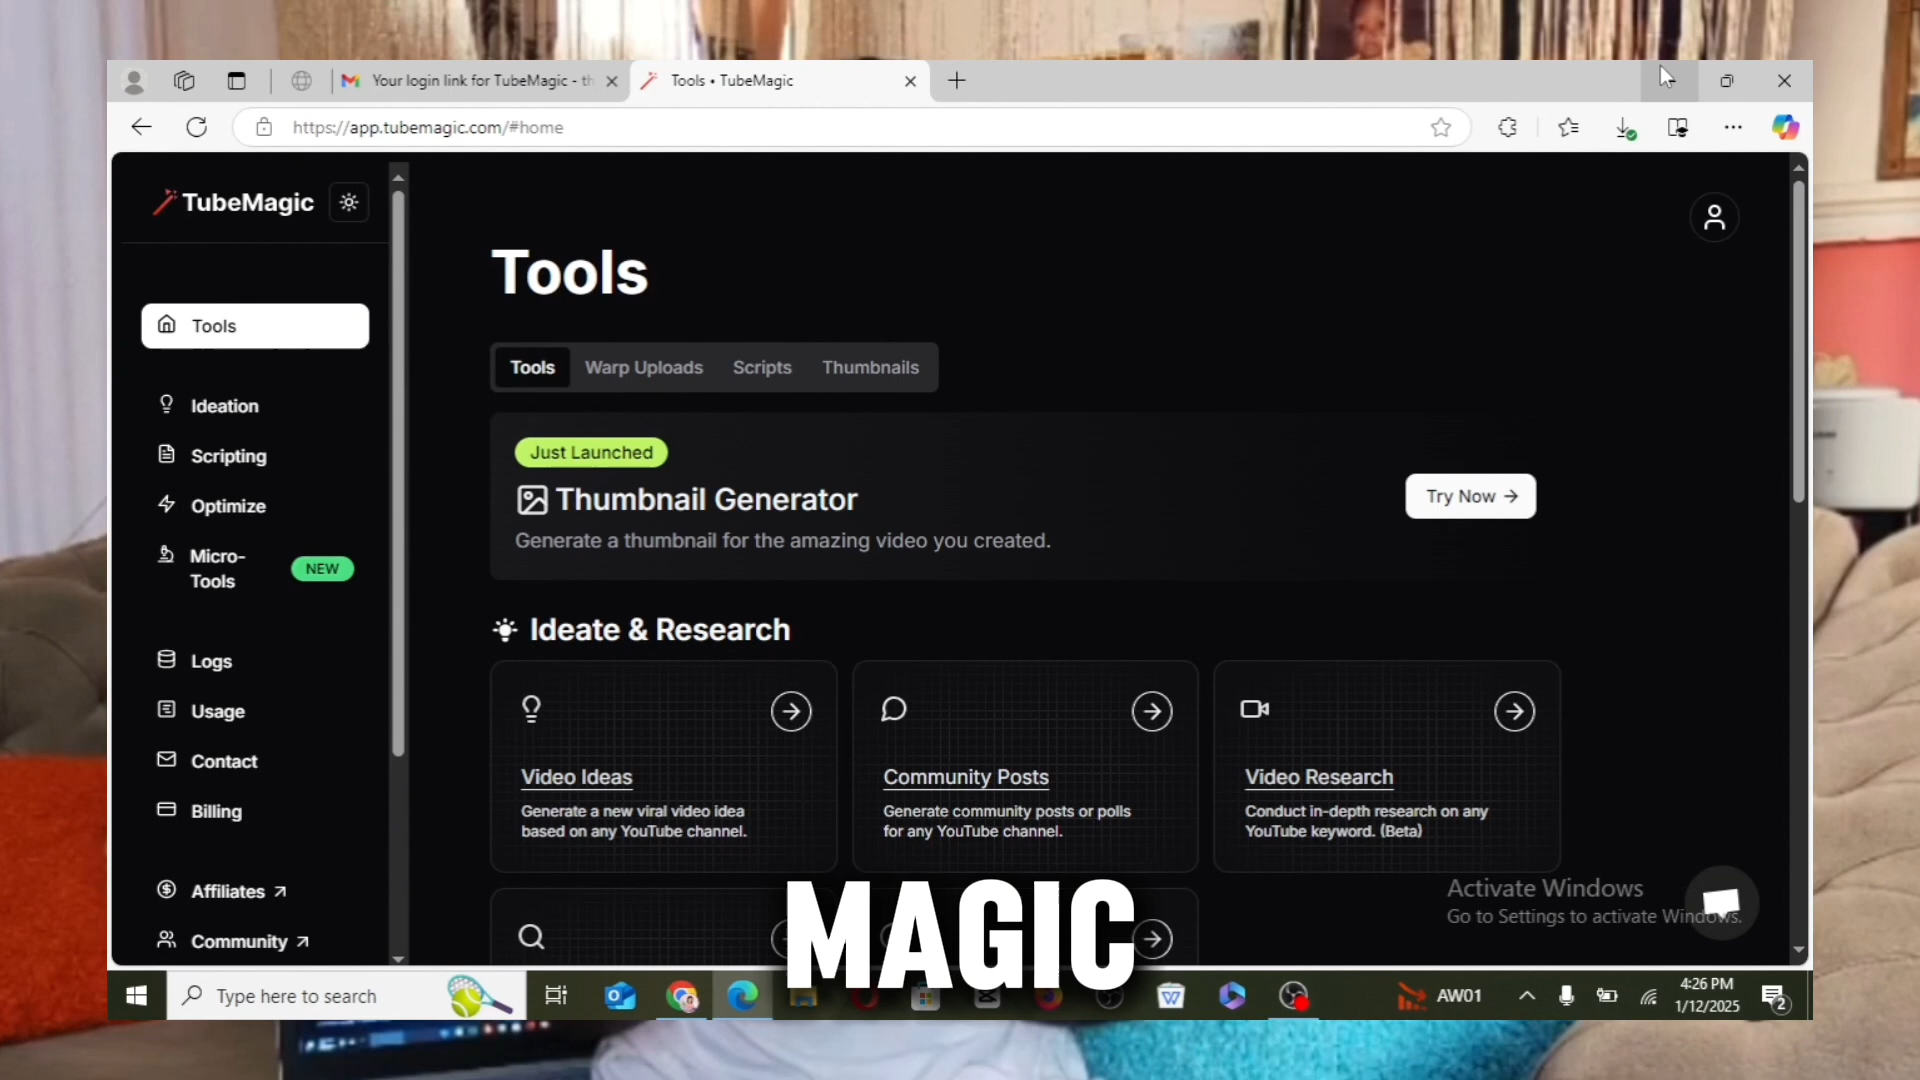 Your login link for TubeMagic - th
Tools • TubeMagic
https://app.tubemagic.com/#home
TubeMagic
Tools
Ideation
Scripting
Optimize
Micro-
Tools
NEW
Logs
Usage
Contact
Billing
Affiliates
Community
Tools
Tools Warp Uploads Scripts Thumbnails
Just Launched
Thumbnail Generator
Generate a thumbnail for the amazing video you created.
Try Now →
Ideate & Research
Video Ideas
Generate a new viral video idea
based on any YouTube channel.
Community Posts
Generate community posts or polls
for any YouTube channel.
Video Research
Conduct in-depth research on any
YouTube keyword. (Beta)
Activate Windows
Go to Settings to activate Windows.
MAGIC
Type here to search
AW01
4:26 PM
1/12/2025
2